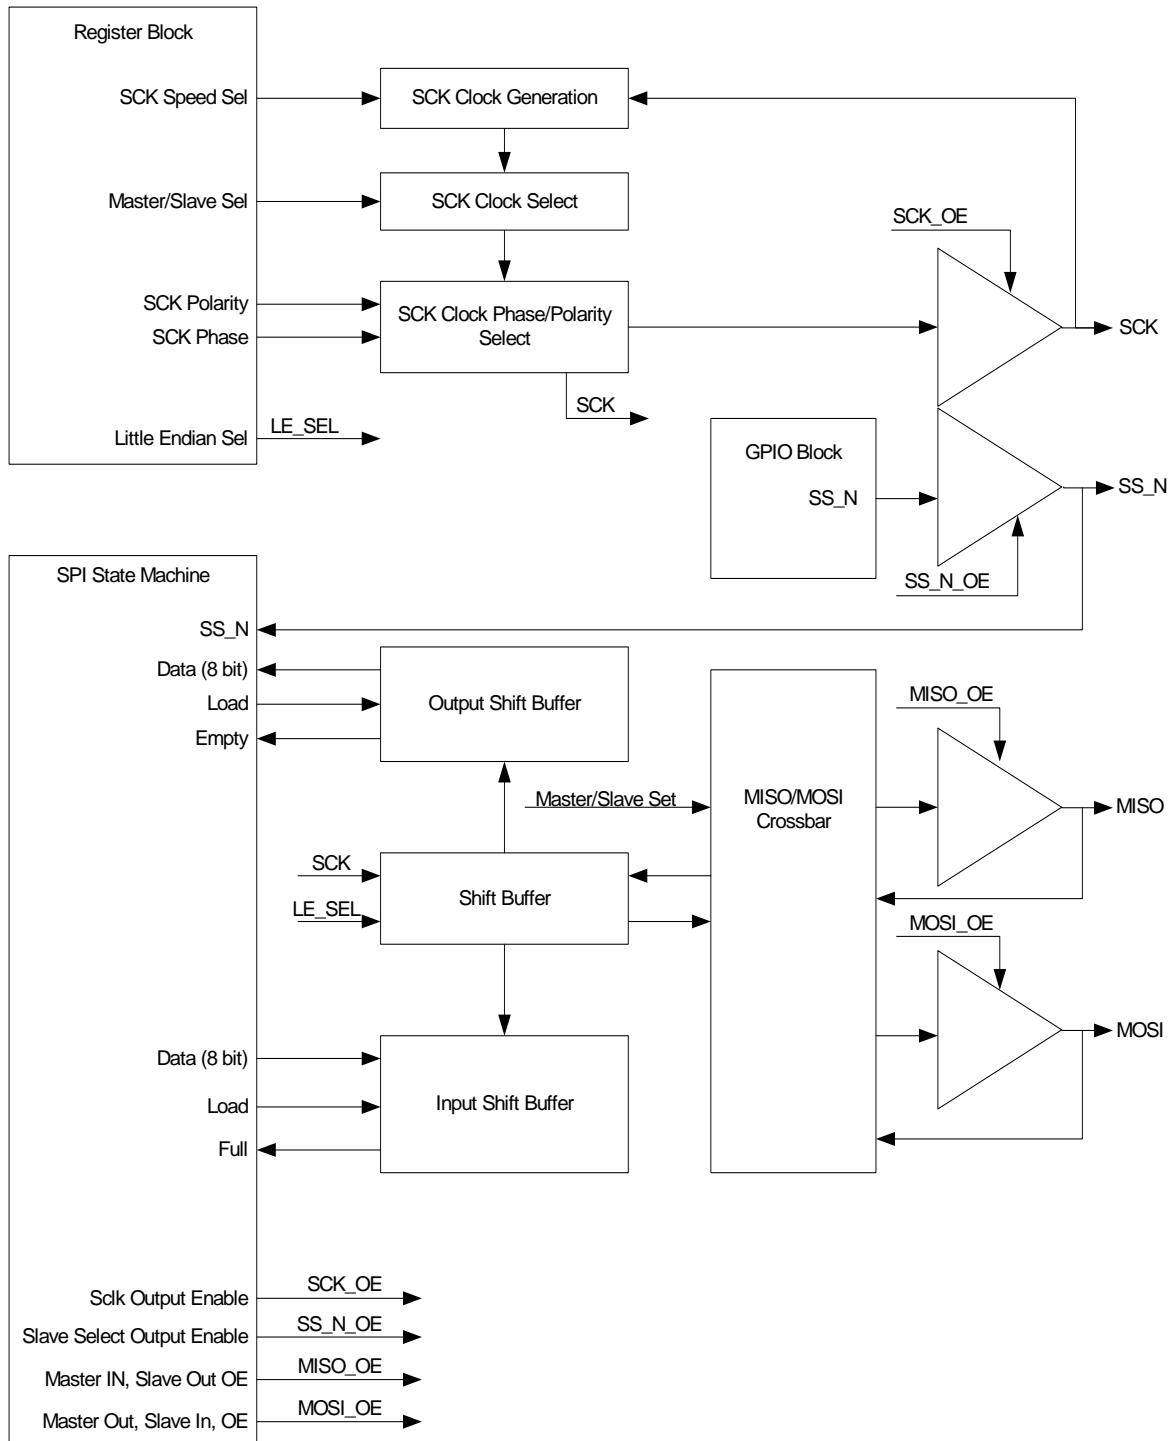 Register Block
SCK Speed Sel
SCK Clock Generation
Master/Slave Sel
SCK Clock Select
SCK_OE
SCK Polarity
SCK Phase
SCK Clock Phase/Polarity
Select
SCK
SCK
Little Endian Sel
LE_SEL
GPIO Block
SS_N
SS_N
SS_N_OE
SPI State Machine
SS_N
Data (8 bit)
Load
Empty
Output Shift Buffer
MISO_OE
Master/Slave Set
MISO/MOSI
Crossbar
MISO
SCK
LE_SEL
Shift Buffer
MOSI_OE
MOSI
Data (8 bit)
Load
Full
Input Shift Buffer
Sclk Output Enable
SCK_OE
Slave Select Output Enable
SS_N_OE
Master IN, Slave Out OE
MISO_OE
Master Out, Slave In, OE
MOSI_OE